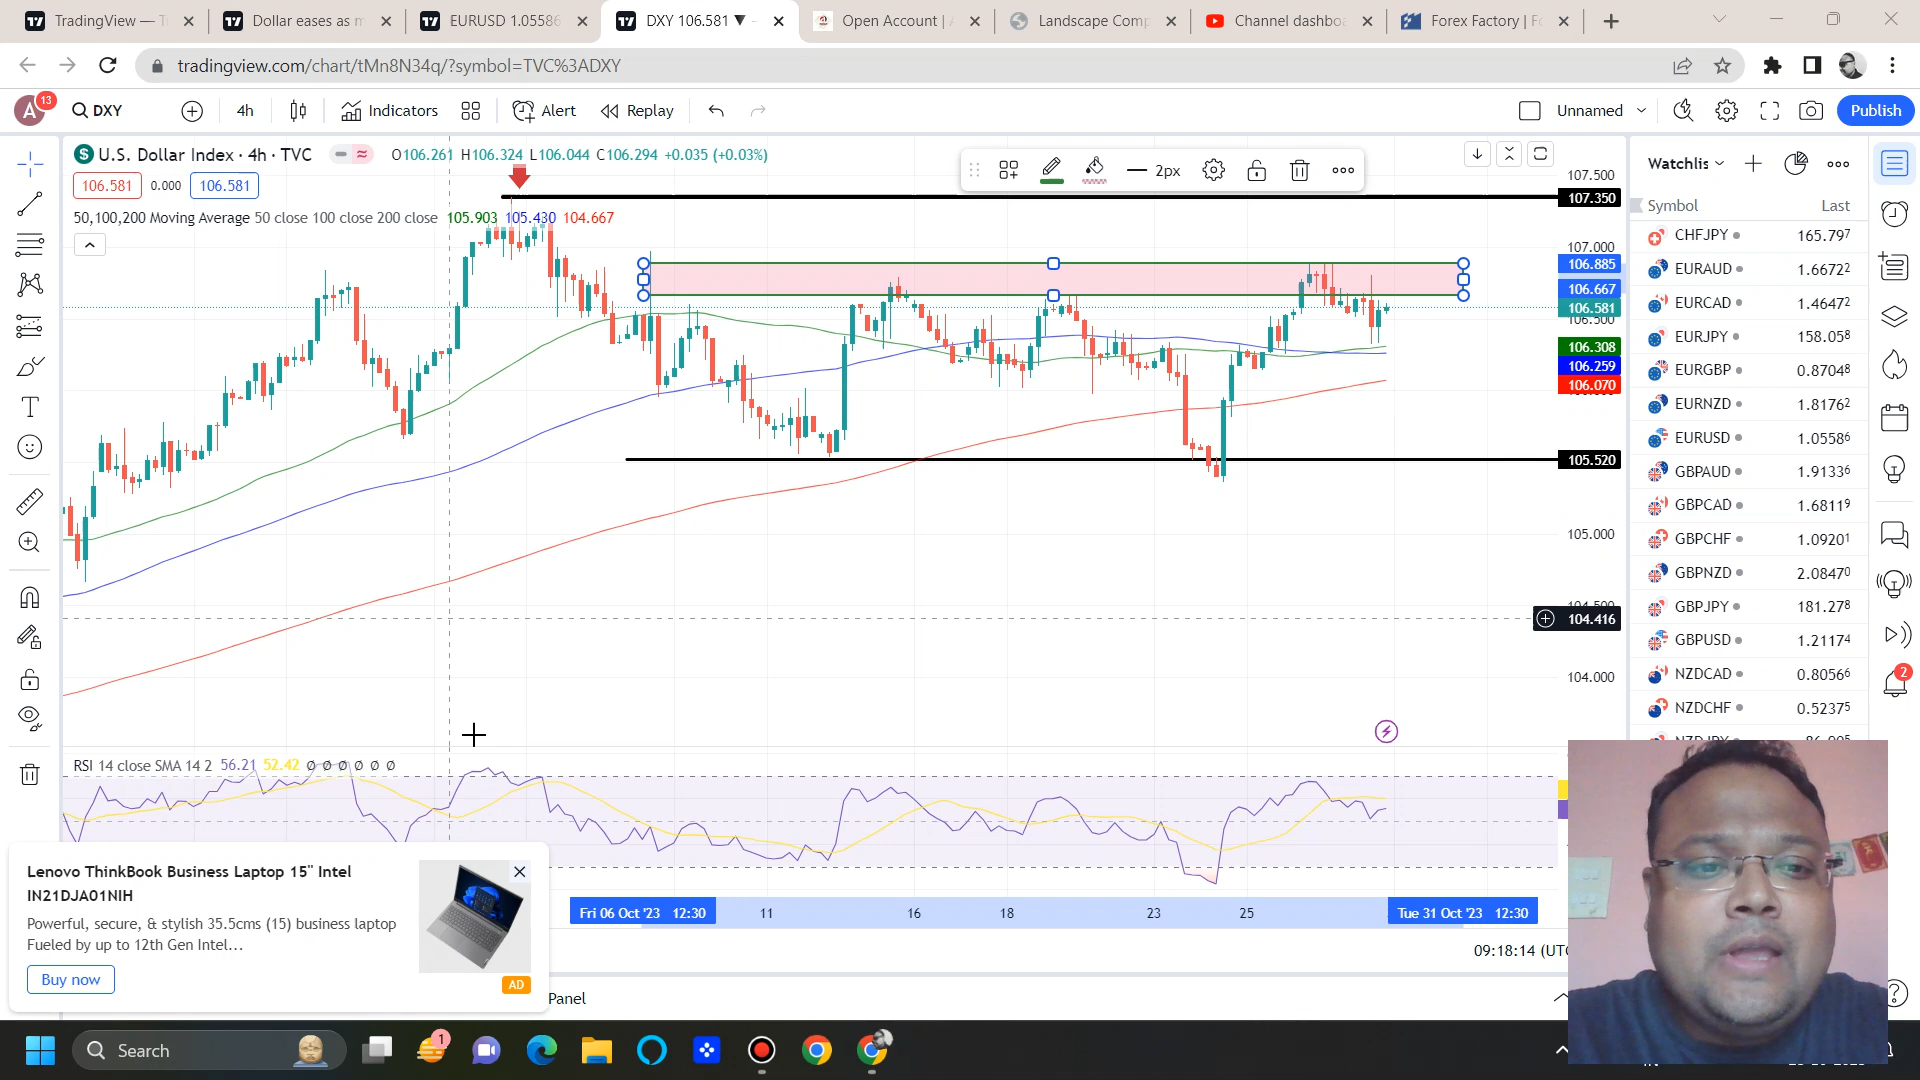 TradingView —
Dollar eases as m
EURUSD 1.05586
DXY 106.581 ▼
Open Account |
Landscape Comp
Channel dashbo
Forex Factory | Fo
tradingview.com/chart/tMn8N34q/?symbol=TVC%3ADXY
A
13
DXY
4h
Indicators
Alert
Replay
Unnamed
Publish
U.S. Dollar Index · 4h · TVC
O106.261 H106.324 L106.044 C106.294 +0.035 (+0.03%)
106.581
0.000
106.581
50,100,200 Moving Average 50 close 100 close 200 close 105.903 105.430 104.667
2px
107.500
107.350
107.000
106.885
106.667
106.581
106.500
106.308
106.259
106.070
105.520
105.000
104.416
104.000
Watchlis
Symbol
Last
CHFJPY
165.797
EURAUD
1.66722
EURCAD
1.46472
EURJPY
158.058
EURGBP
0.87048
EURNZD
1.81762
EURUSD
1.05586
GBPAUD
1.91336
GBPCAD
1.68119
GBPCHF
1.09201
GBPNZD
2.08470
GBPJPY
181.278
GBPUSD
1.21174
NZDCAD
0.80566
NZDCHF
0.52375
2
RSI 14 close SMA 14 2 56.21 52.42 Ø Ø Ø Ø Ø Ø
Lenovo ThinkBook Business Laptop 15" Intel
IN21DJA01NIH
Powerful, secure, & stylish 35.5cms (15) business laptop
Fueled by up to 12th Gen Intel...
Buy now
AD
Fri 06 Oct '23 12:30
11
16
18
23
25
Tue 31 Oct '23 12:30
09:18:14 (UTC
Panel
Search
1